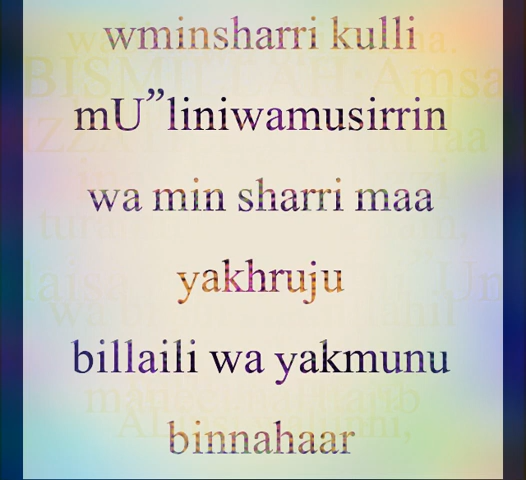 wminsharri kulli
mU”liniwamusirrin
wa min sharri maa
yakhruju
billaili wa yakmunu
binnahaar